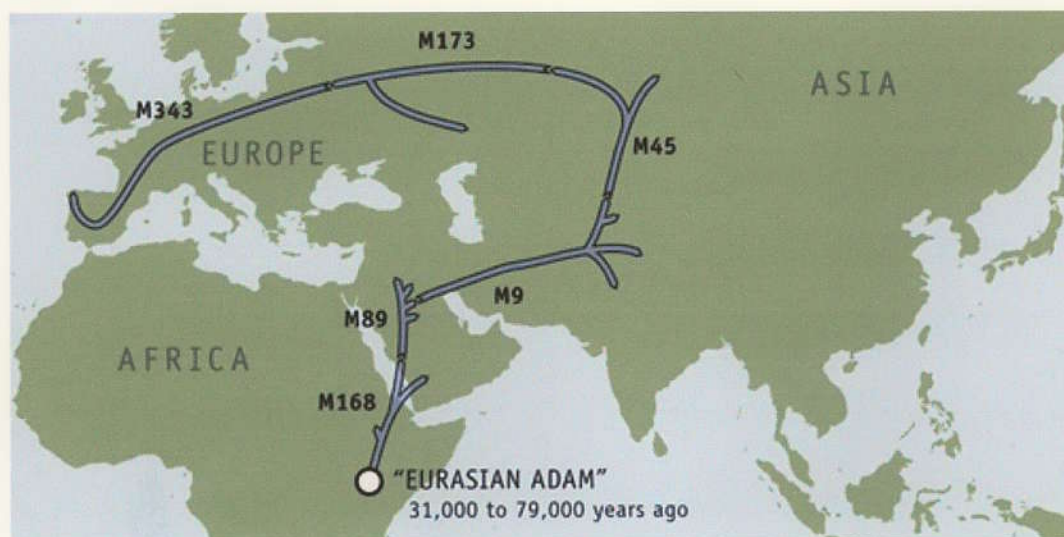 M173
ASIA
M343
EUROPE
M45
M9
M89
AFRICA
M168
"EURASIAN ADAM"
31,000 to 79,000 years ago